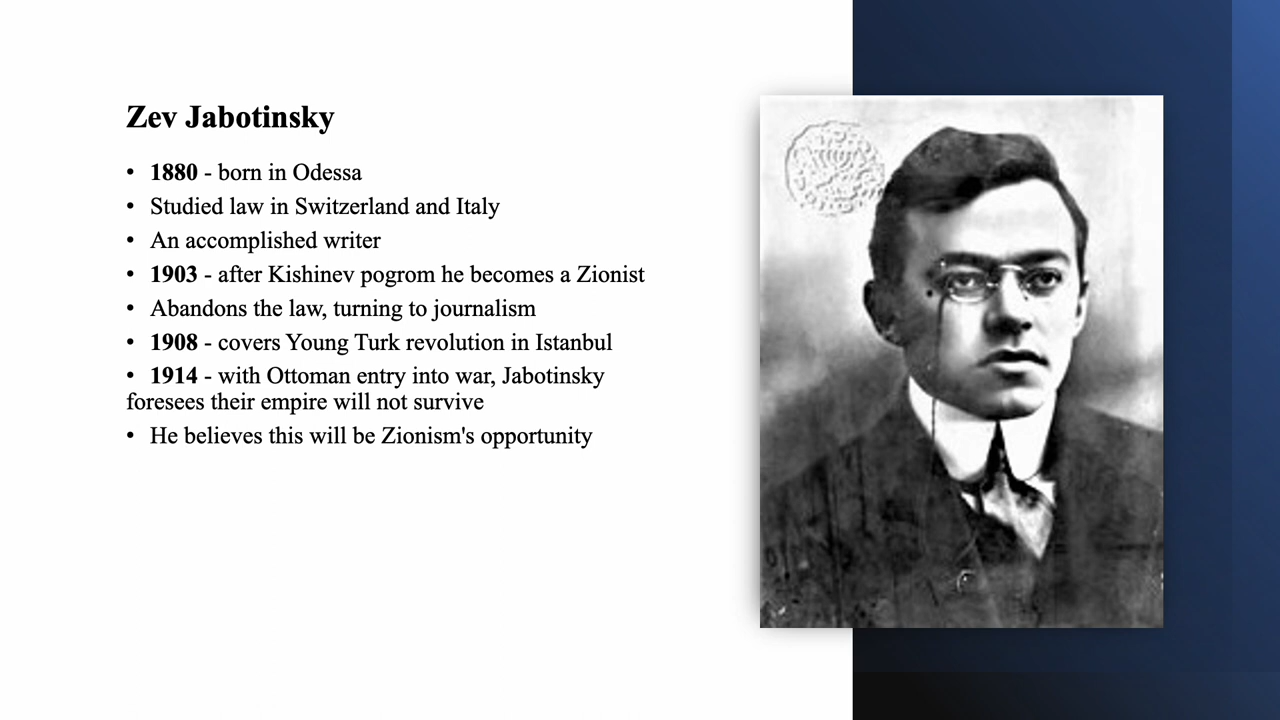 Zev Jabotinsky
• 1880 - born in Odessa
• Studied law in Switzerland and Italy
• An accomplished writer
• 1903 - after Kishinev pogrom he becomes a Zionist
• Abandons the law, turning to journalism
• 1908 - covers Young Turk revolution in Istanbul
• 1914 - with Ottoman entry into war, Jabotinsky
foresees their empire will not survive
• He believes this will be Zionism's opportunity